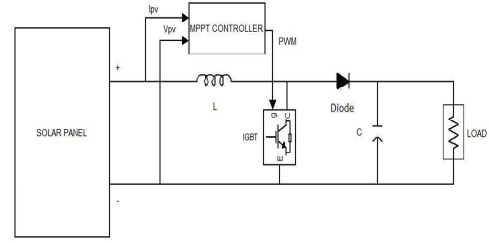 Ipv
MPPT CONTROLLER
Vpv
PWM
+
L
Diode
g
C
SOLAR PANEL
IGBT
E
C
LOAD
-